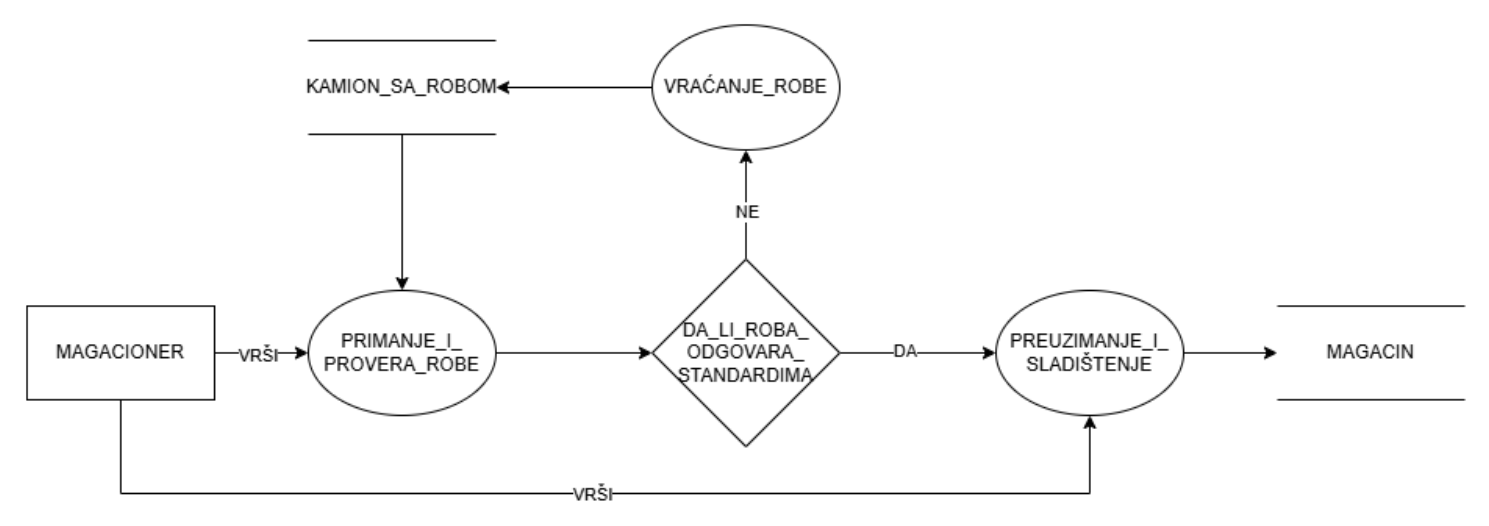 KAMION_SA_ROBOM
VRAĆANJE_ROBE
NE
MAGACIONER
VRŠI
PRIMANJE_I_
PROVERA_ROBE
DA_LI_ROBA_
ODGOVARA_
STANDARDIMA
DA
PREUZIMANJE_I_
SLADIŠTENJE
MAGACIN
VRŠI